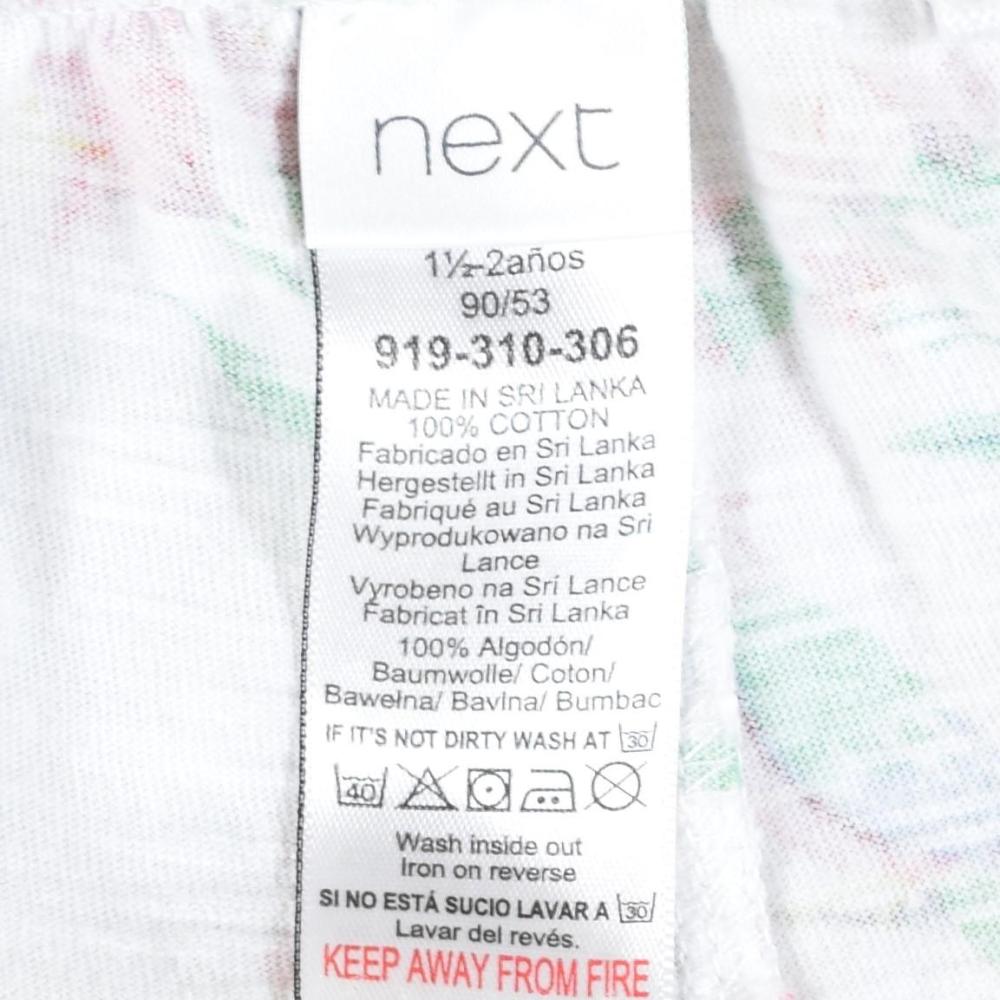 next
1½-2años
90/53
919-310-306
MADE IN SRI LANKA
100% COTTON
Fabricado en Sri Lanka
Hergestellt in Sri Lanka
Fabriqué au Sri Lanka
Wyprodukowano na Sri
Lance
Vyrobeno na Srí Lance
Fabricat în Sri Lanka
100% Algodón/
Baumwolle/ Coton/
Bawełna/ Bavlna/ Bumbac
IF IT'S NOT DIRTY WASH AT 30
40
Wash inside out
Iron on reverse
SI NO ESTÁ SUCIO LAVAR A 30
Lavar del revés.
KEEP AWAY FROM FIRE